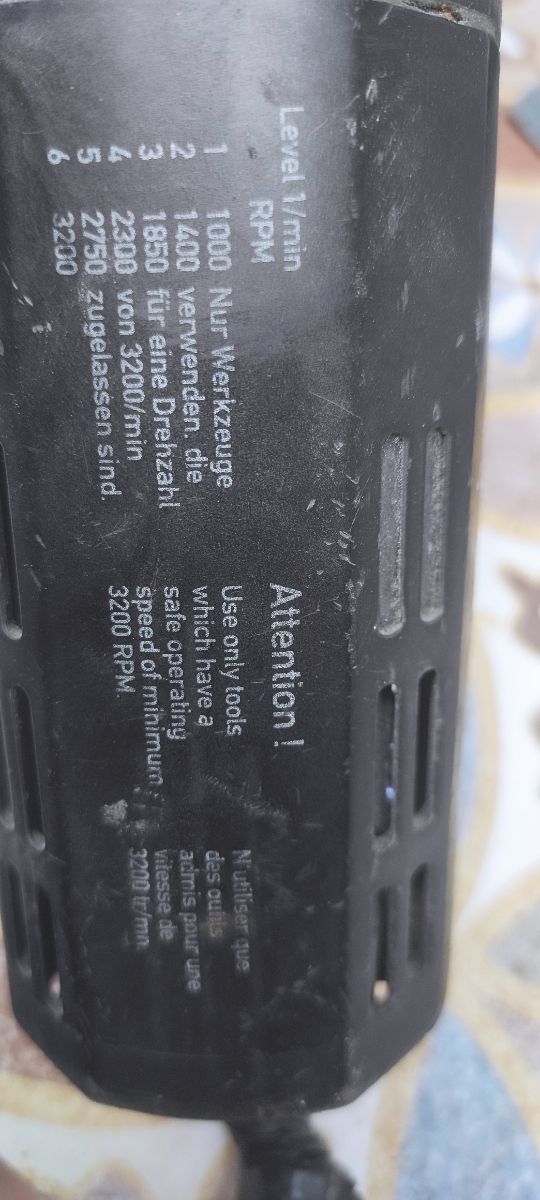 Level 1/min
RPM
1 1000
2 1400
3 1850
4 2300
5 2750
6 3200
Attention !
Nur Werkzeuge
verwenden. die
für eine Drehzahl
von 3200/min
zugelassen sind.
Use only tools
which have a
safe operating
speed of minimum
3200 RPM.
utiliser que
des outils
admis pour une
vitesse de
3200 tr/mn